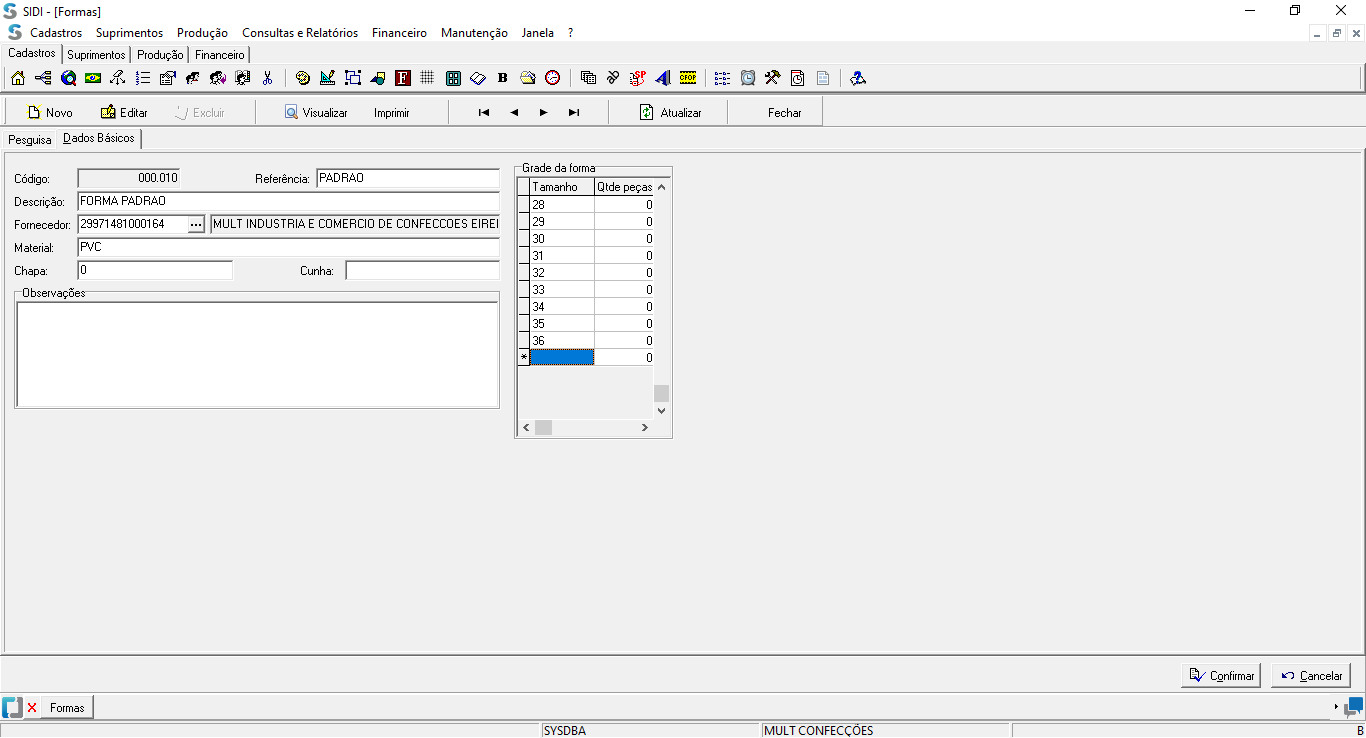 SIDI - [Formas]
Cadastros Suprimentos Produção Consultas e Relatórios Financeiro Manutenção Janela ?
Cadastros Suprimentos Produção Financeiro
F B SP CFOP
Novo Editar Excluir Visualizar Imprimir Atualizar Fechar
Pesquisa Dados Básicos
Código: 000.010 Referência: PADRAO
Descrição: FORMA PADRAO
Fornecedor: 29971481000164 ... MULT INDUSTRIA E COMERCIO DE CONFECCOES EIREI
Material: PVC
Chapa: 0 Cunha:
Observações
Grade da forma
Tamanho Qtde peças
28 0
29 0
30 0
31 0
32 0
33 0
34 0
35 0
36 0
* 0
Confirmar Cancelar
Formas
SYSDBA MULT CONFECÇÕES B